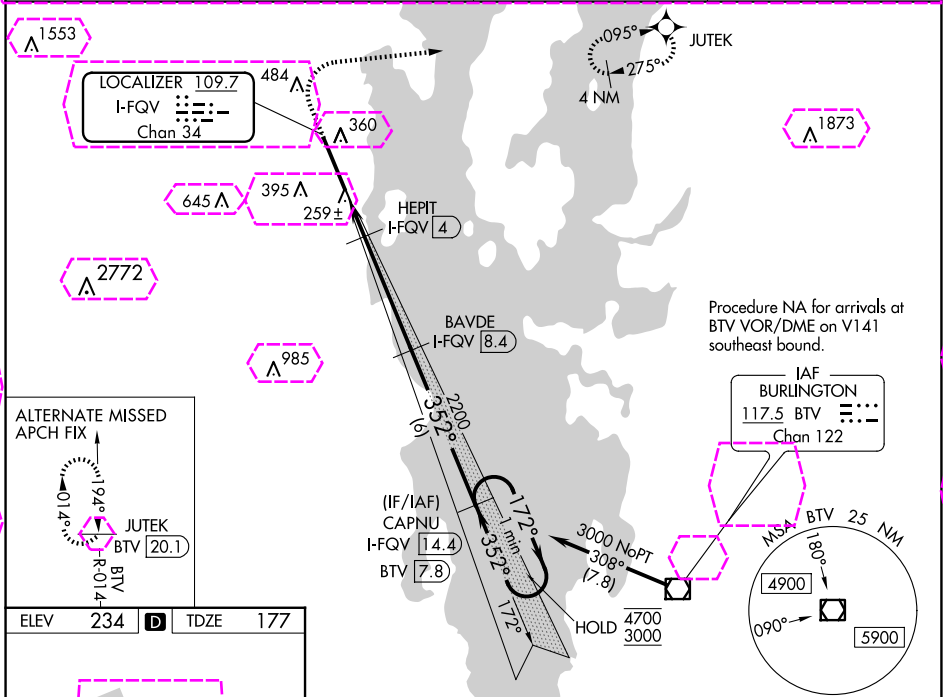 1553
LOCALIZER 109.7
I-FQV
Chan 34
484
360
095°
275°
JUTEK
4 NM
1873
645
395
259±
HEPIT
I-FQV 4
2772
BAVDE
I-FQV 8.4
985
Procedure NA for arrivals at
BTV VOR/DME on V141
southeast bound.
IAF
BURLINGTON
117.5 BTV
Chan 122
2200
352°
(6)
ALTERNATE MISSED
APCH FIX
194°
014°
JUTEK
BTV 20.1
R-014
BTV
(IF/IAF)
CAPNU
I-FQV 14.4
BTV 7.8
172°
1 min
352°
172°
3000 NoPT
308°
(7.8)
HOLD 4700
3000
MSA BTV 25 NM
180°
4900
090°
5900
ELEV 234 D TDZE 177